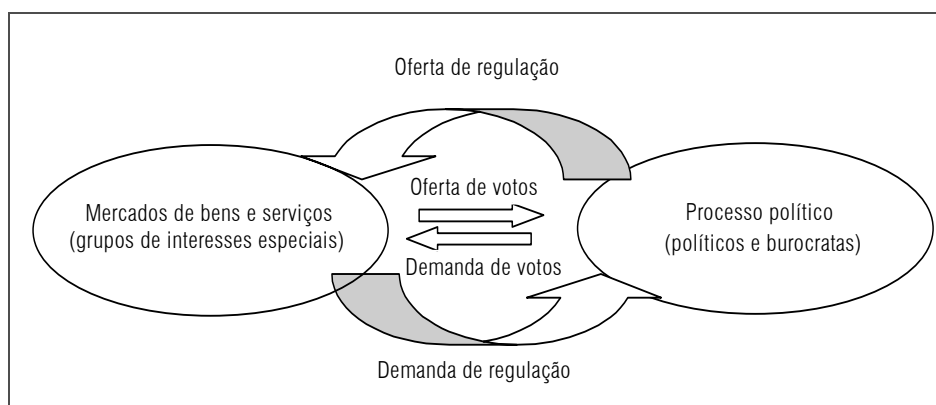 Oferta de regulação
Mercados de bens e serviços
(grupos de interesses especiais)
Oferta de votos
Demanda de votos
Processo político
(políticos e burocratas)
Demanda de regulação